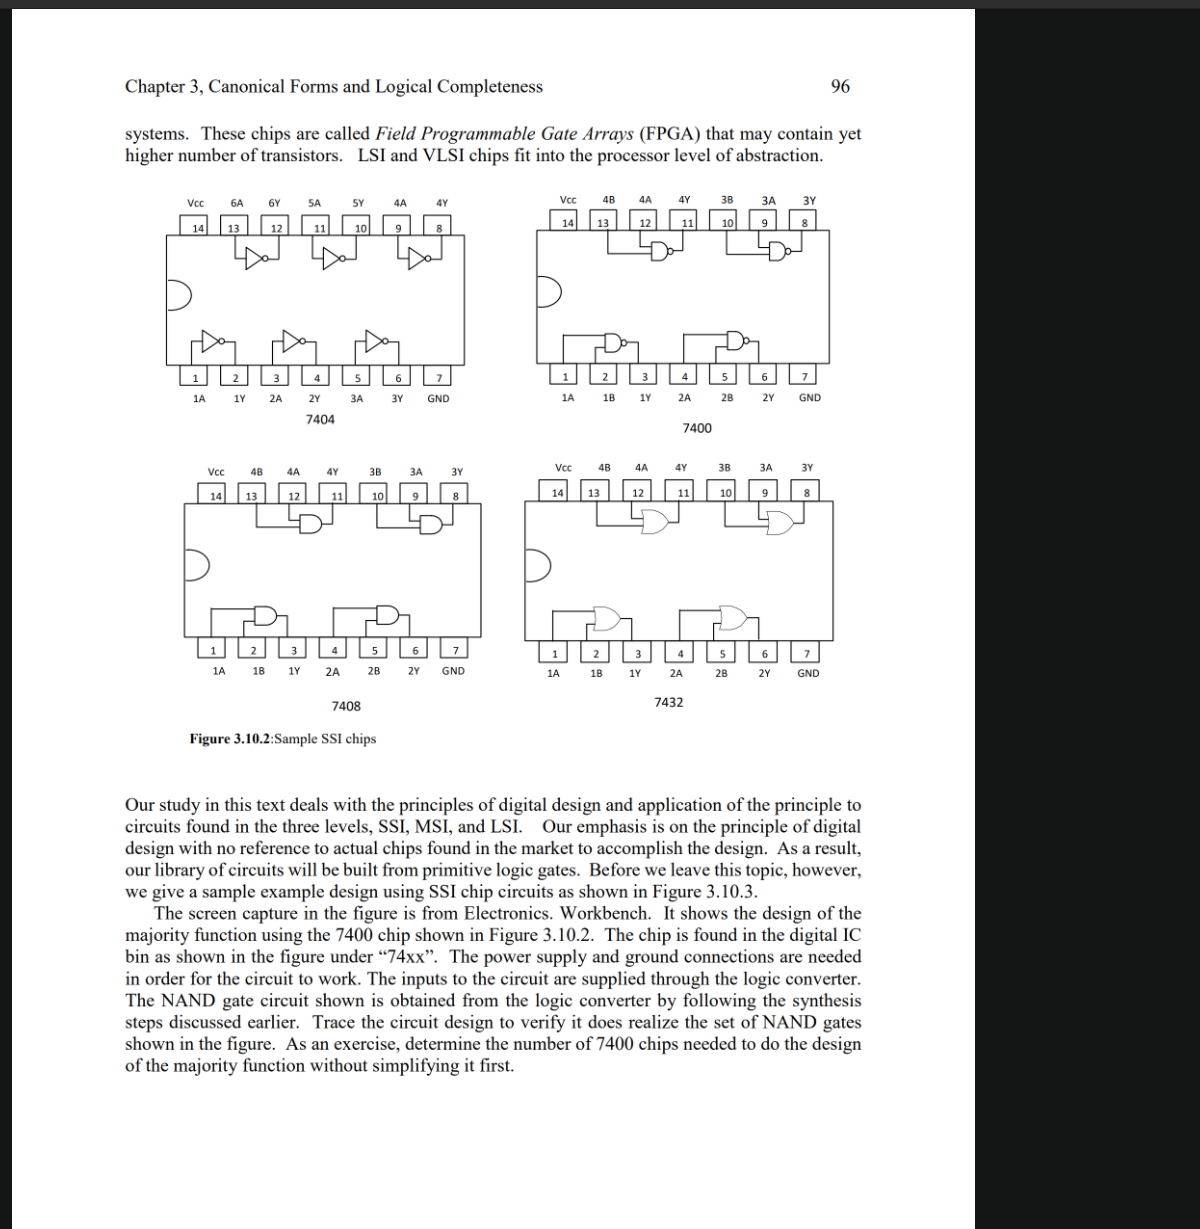 Chapter 3, Canonical Forms and Logical Completeness 96
systems. These chips are called Field Programmable Gate Arrays (FPGA) that may contain yet
higher number of transistors. LSI and VLSI chips fit into the processor level of abstraction.
Vcc 6A 6Y 5A 5Y 4A 4Y
14 13 12 11 10 9 8
1 2 3 4 5 6 7
1A 1Y 2A 2Y 3A 3Y GND
7404
Vcc 4B 4A 4Y 3B 3A 3Y
14 13 12 11 10 9 8
1 2 3 4 5 6 7
1A 1B 1Y 2A 2B 2Y GND
7400
Vcc 4B 4A 4Y 3B 3A 3Y
14 13 12 11 10 9 8
1 2 3 4 5 6 7
1A 1B 1Y 2A 2B 2Y GND
7408
Vcc 4B 4A 4Y 3B 3A 3Y
14 13 12 11 10 9 8
1 2 3 4 5 6 7
1A 1B 1Y 2A 2B 2Y GND
7432
Figure 3.10.2:Sample SSI chips
Our study in this text deals with the principles of digital design and application of the principle to
circuits found in the three levels, SSI, MSI, and LSI. Our emphasis is on the principle of digital
design with no reference to actual chips found in the market to accomplish the design. As a result,
our library of circuits will be built from primitive logic gates. Before we leave this topic, however,
we give a sample example design using SSI chip circuits as shown in Figure 3.10.3.
The screen capture in the figure is from Electronics. Workbench. It shows the design of the
majority function using the 7400 chip shown in Figure 3.10.2. The chip is found in the digital IC
bin as shown in the figure under “74xx”. The power supply and ground connections are needed
in order for the circuit to work. The inputs to the circuit are supplied through the logic converter.
The NAND gate circuit shown is obtained from the logic converter by following the synthesis
steps discussed earlier. Trace the circuit design to verify it does realize the set of NAND gates
shown in the figure. As an exercise, determine the number of 7400 chips needed to do the design
of the majority function without simplifying it first.